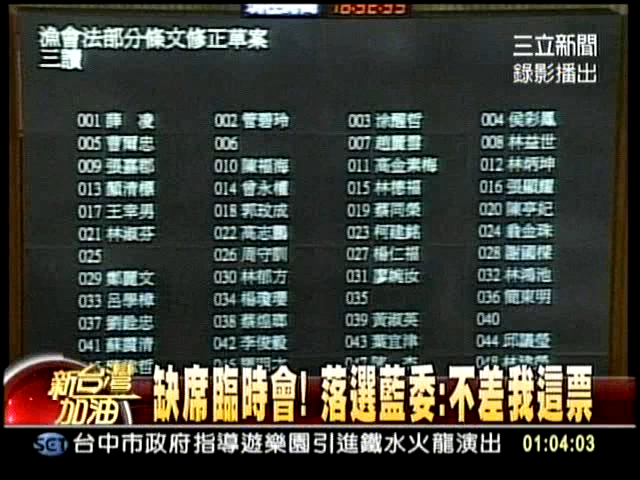 18:52:55
漁會法部分條文修正草案
三讀
三立新聞
錄影播出
001 薛 凌 002 管碧玲 003 徐耀昌 004 侯彩鳳
005 曹爾忠 006 007 趙麗雲 008 林益世
009 張嘉郡 010 陳福海 011 高金素梅 012 林炳坤
013 顏清標 014 曾永權 015 林德福 016 張顯耀
017 王幸男 018 郭玟成 019 蔡同榮 020 陳亭妃
021 林淑芬 022 高志鵬 023 柯建銘 024 翁金珠
025 026 周守訓 027 楊仁福 028 謝國樑
029 鄭麗文 030 林郁方 031 廖婉汝 032 林鴻池
033 呂學樟 034 楊瓊瓔 035 036 簡東明
037 劉銓忠 038 蔡煌瑯 039 黃淑英 040
041 蘇震清 042 李俊毅 043 葉宜津 044 邱議瑩
新台灣加油
缺席臨時會!落選藍委:不差我這票
SET 台中市政府指導遊樂園引進鐵水火龍演出 01:04:03